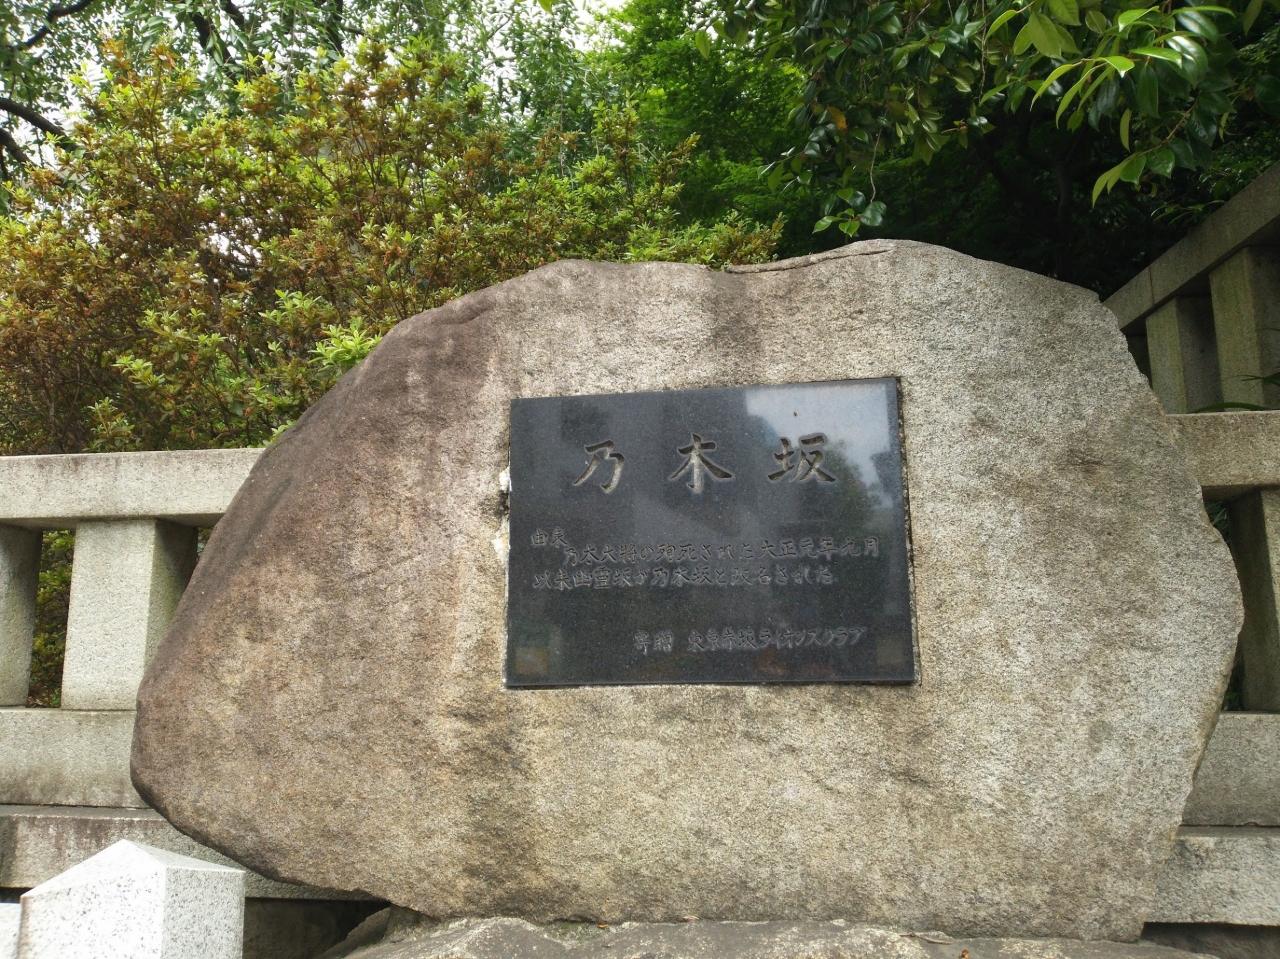 乃木坂
由来
乃木大将の殉死された大正元年九月
以来幽霊坂が乃木坂と改名された
寄贈 東京赤坂ライオンズクラブ